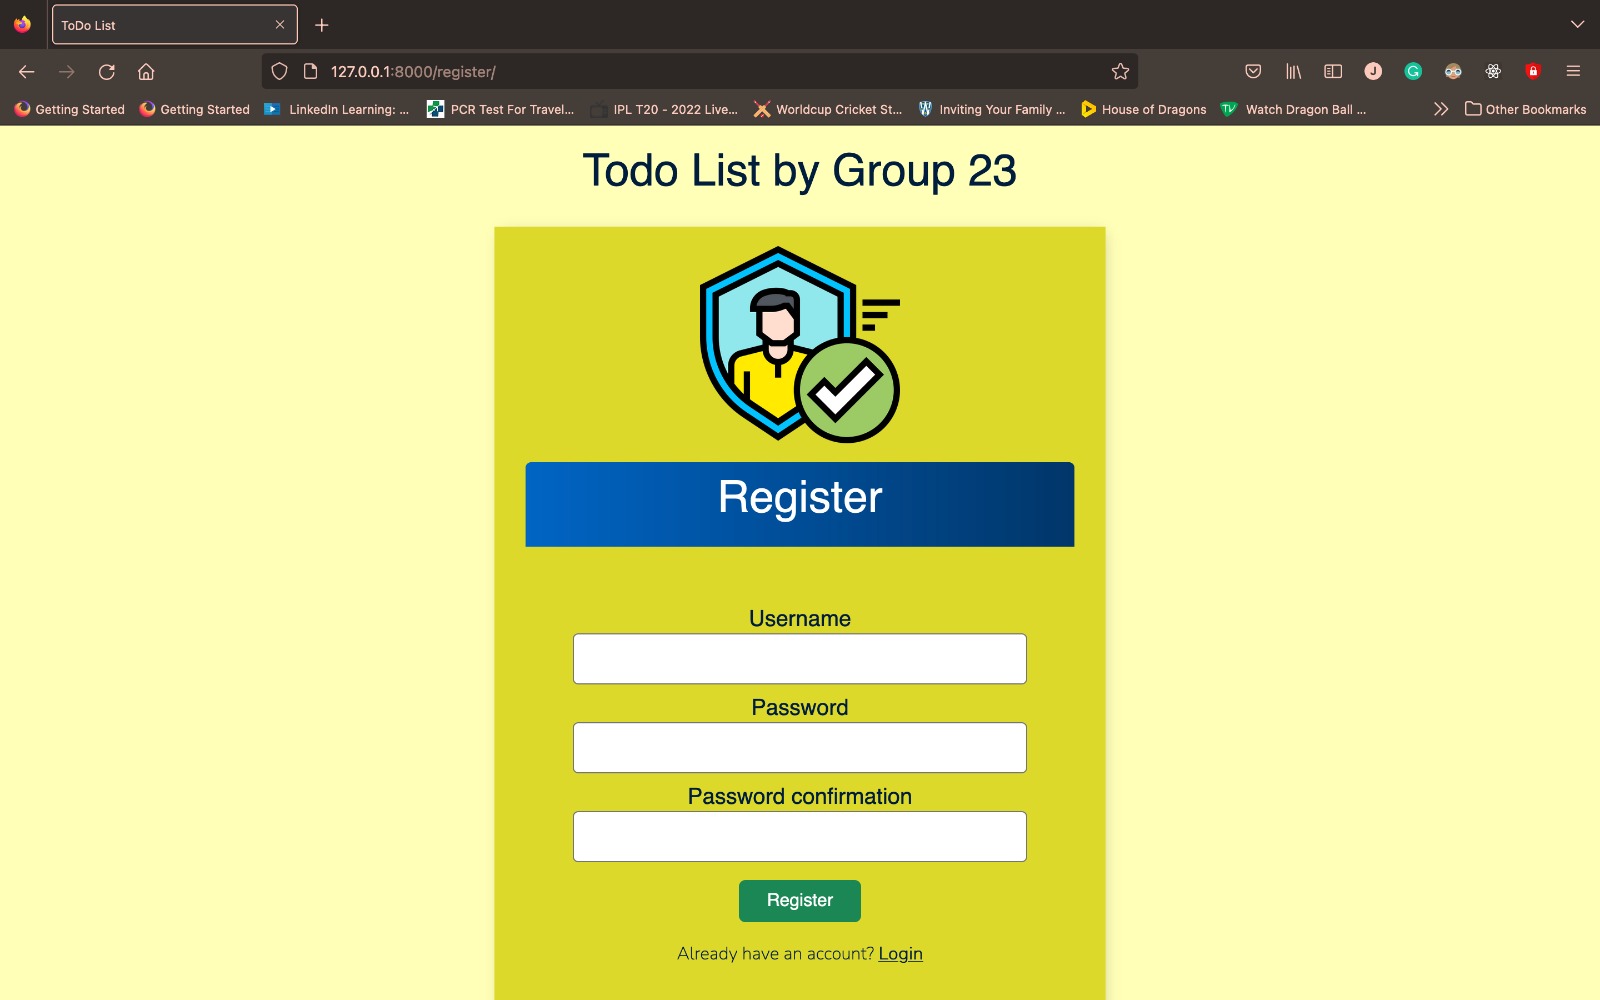 ToDo List
127.0.0.1:8000/register/
J
G
Getting Started Getting Started LinkedIn Learning: ... PCR Test For Travel... IPL T20 - 2022 Live... Worldcup Cricket St... Inviting Your Family ... House of Dragons TV Watch Dragon Ball ... Other Bookmarks
Todo List by Group 23
Register
Username
Password
Password confirmation
Register
Already have an account? Login